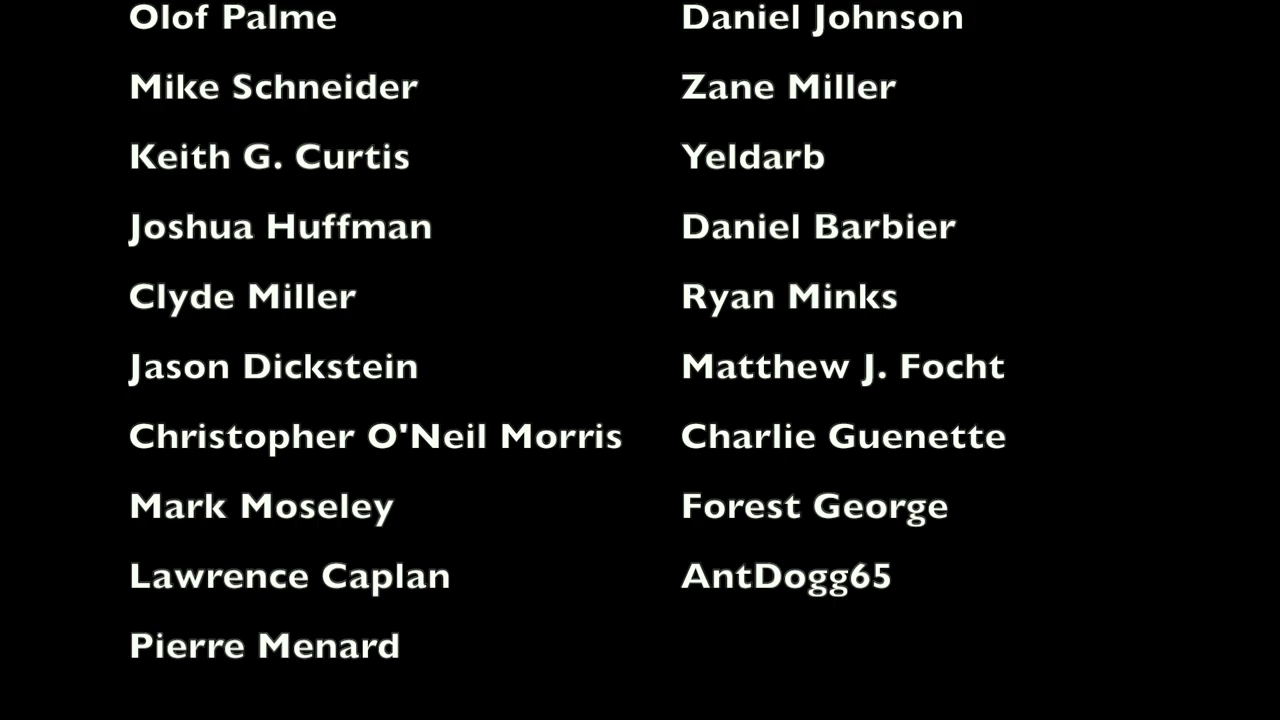 Olof Palme
Mike Schneider
Keith G. Curtis
Joshua Huffman
Clyde Miller
Jason Dickstein
Christopher O'Neil Morris
Mark Moseley
Lawrence Caplan
Pierre Menard
Daniel Johnson
Zane Miller
Yeldarb
Daniel Barbier
Ryan Minks
Matthew J. Focht
Charlie Guenette
Forest George
AntDogg65